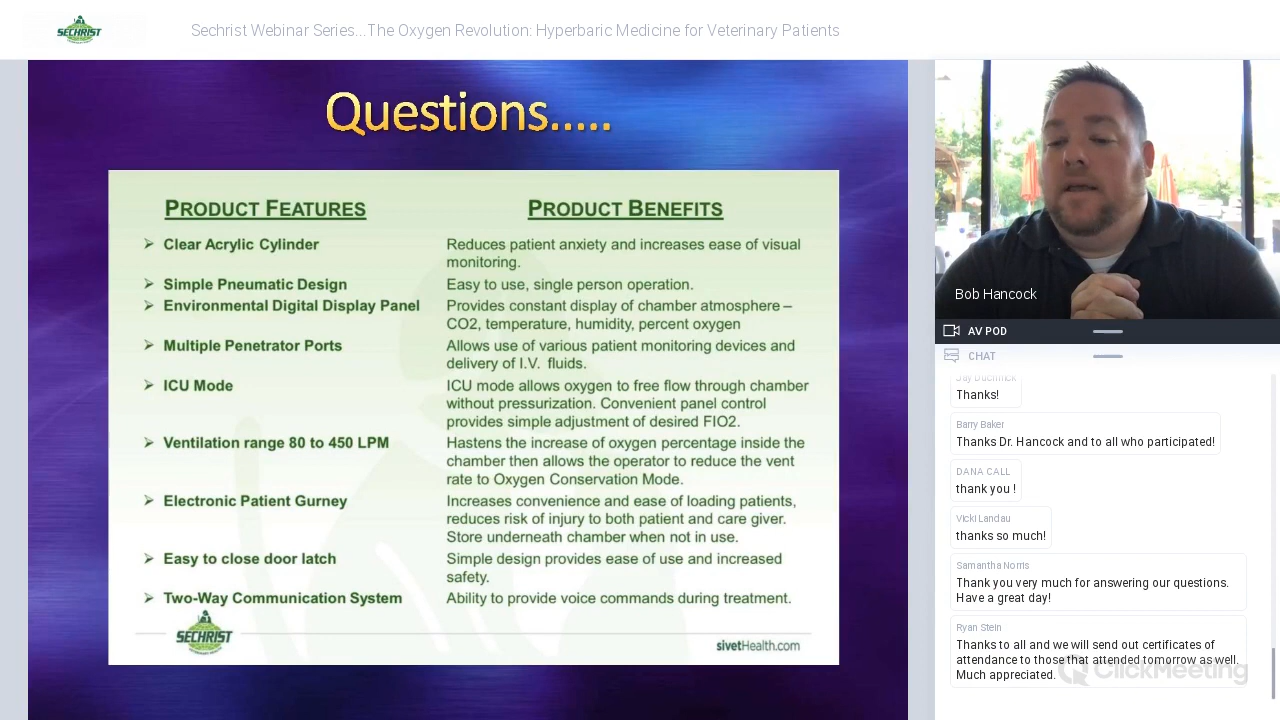 SECHRIST
Sechrist Webinar Series...The Oxygen Revolution: Hyperbaric Medicine for Veterinary Patients
Questions.....
PRODUCT FEATURES
PRODUCT BENEFITS
Clear Acrylic Cylinder
Reduces patient anxiety and increases ease of visual
monitoring.
Simple Pneumatic Design
Easy to use, single person operation.
Environmental Digital Display Panel
Provides constant display of chamber atmosphere –
CO2, temperature, humidity, percent oxygen
Multiple Penetrator Ports
Allows use of various patient monitoring devices and
delivery of I.V. fluids.
ICU Mode
ICU mode allows oxygen to free flow through chamber
without pressurization. Convenient panel control
provides simple adjustment of desired FIO2.
Ventilation range 80 to 450 LPM
Hastens the increase of oxygen percentage inside the
chamber then allows the operator to reduce the vent
rate to Oxygen Conservation Mode.
Electronic Patient Gurney
Increases convenience and ease of loading patients,
reduces risk of injury to both patient and care giver.
Store underneath chamber when not in use.
Easy to close door latch
Simple design provides ease of use and increased
safety.
Two-Way Communication System
Ability to provide voice commands during treatment.
SECHRIST
sivetHealth.com
Bob Hancock
AV POD
CHAT
Thanks!
Barry Baker
Thanks Dr. Hancock and to all who participated!
DANA CALL
thank you !
Vicki Landau
thanks so much!
Samantha Norris
Thank you very much for answering our questions.
Have a great day!
Ryan Stein
Thanks to all and we will send out certificates of
attendance to those that attended tomorrow as well.
Much appreciated.
ClickMeeting